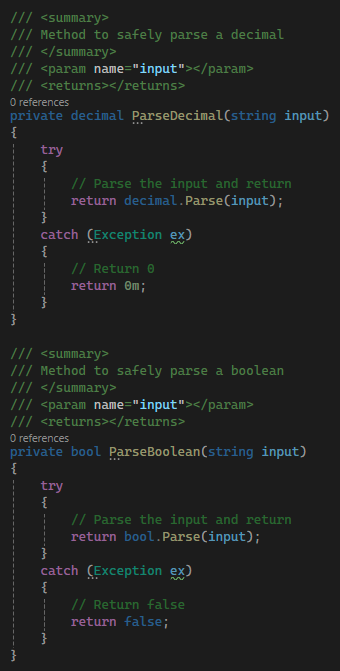 /// <summary>
/// Method to safely parse a decimal
/// </summary>
/// <param name="input"></param>
/// <returns></returns>
0 references
private decimal ParseDecimal(string input)
{
    try
    {
        // Parse the input and return
        return decimal.Parse(input);
    }
    catch (Exception ex)
    {
        // Return 0
        return 0m;
    }
}

/// <summary>
/// Method to safely parse a boolean
/// </summary>
/// <param name="input"></param>
/// <returns></returns>
0 references
private bool ParseBoolean(string input)
{
    try
    {
        // Parse the input and return
        return bool.Parse(input);
    }
    catch (Exception ex)
    {
        // Return false
        return false;
    }
}